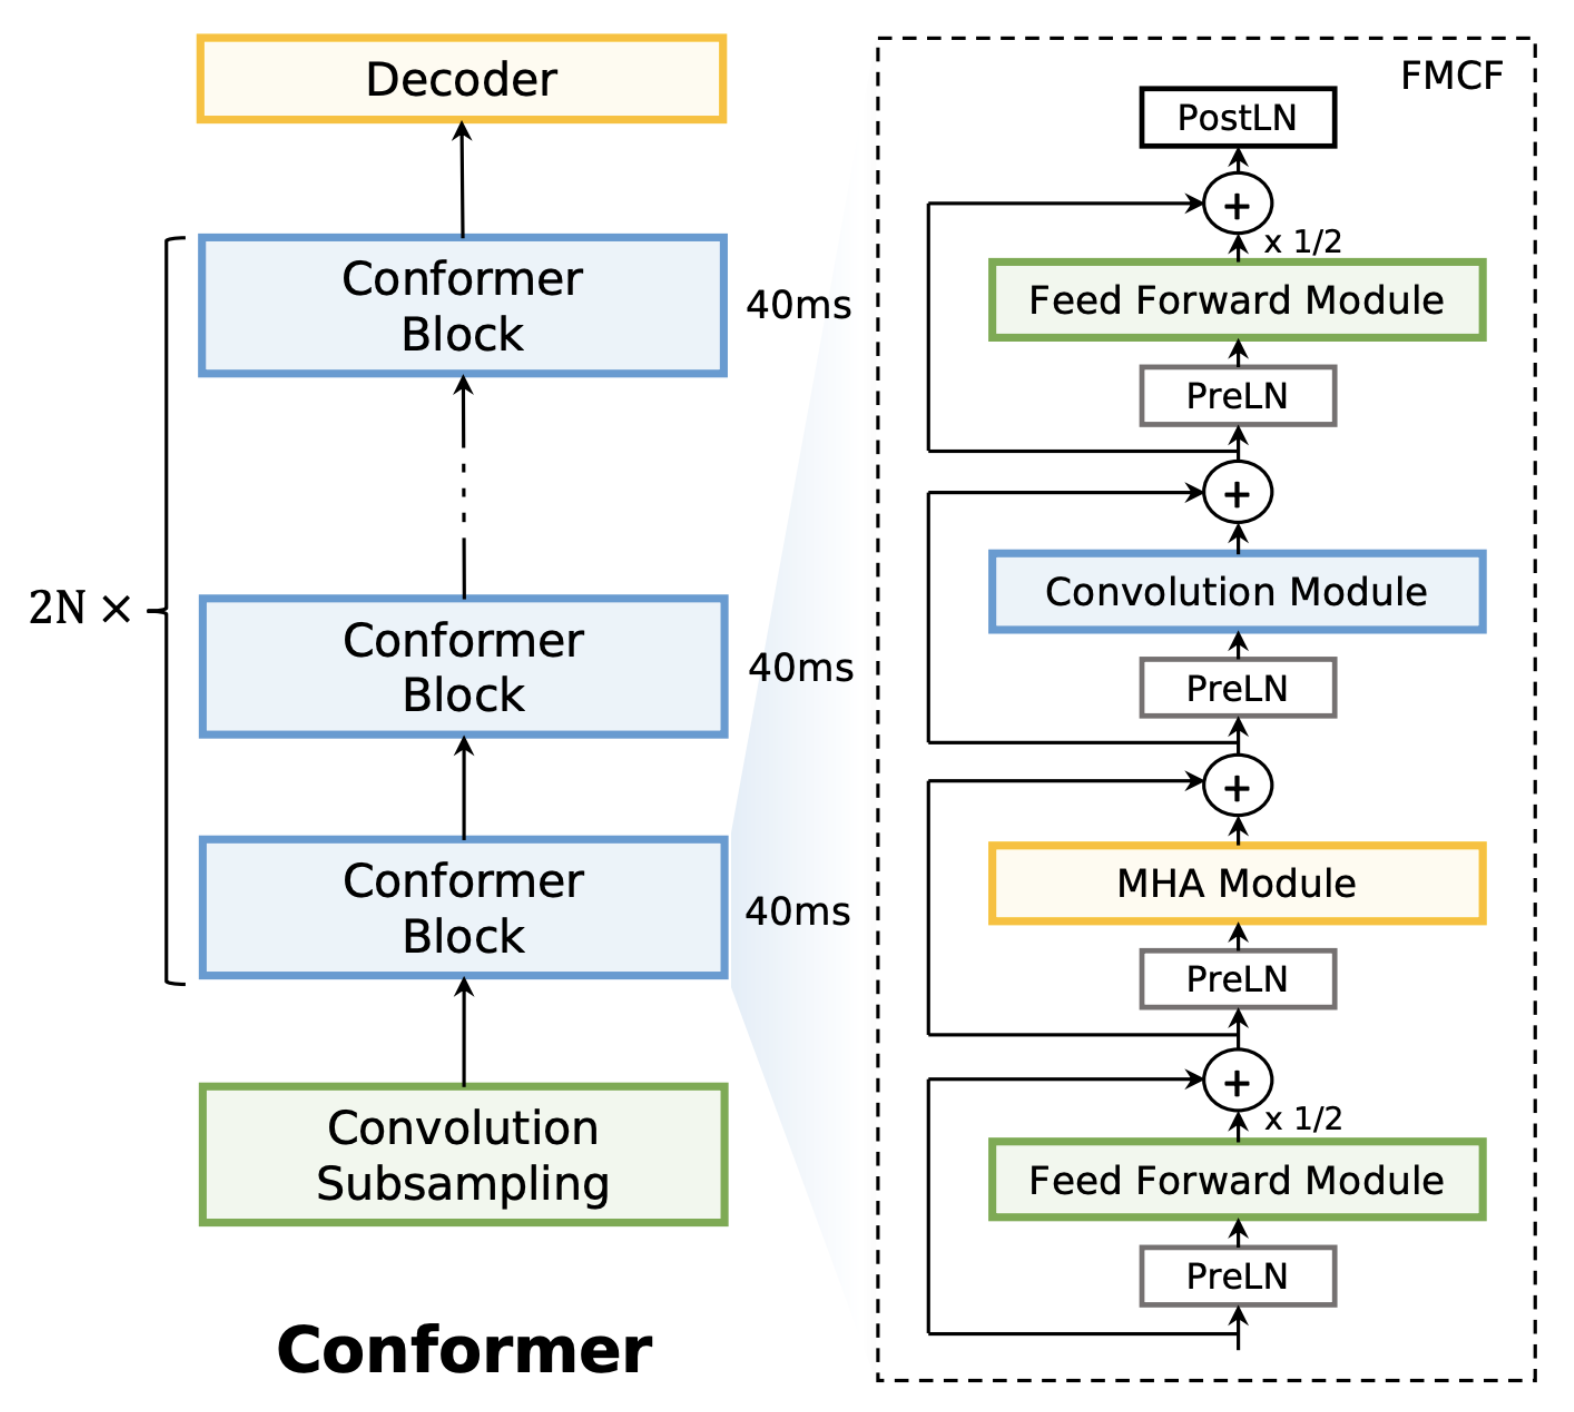 Decoder
Conformer
Block
40ms
2N ×
Conformer
Block
40ms
Conformer
Block
40ms
Convolution
Subsampling
Conformer
FMCF
PostLN
+
x 1/2
Feed Forward Module
PreLN
+
Convolution Module
PreLN
+
MHA Module
PreLN
+
x 1/2
Feed Forward Module
PreLN